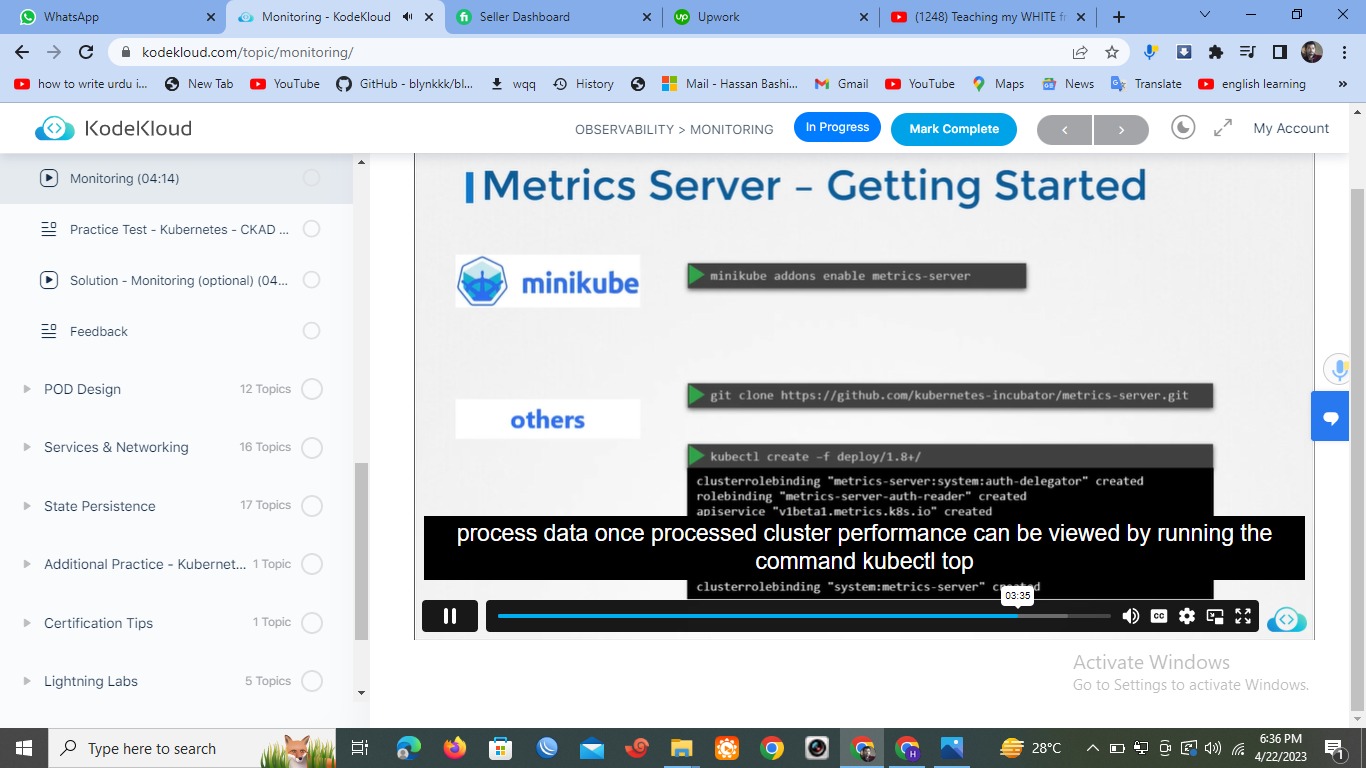 WhatsApp
Monitoring - KodeKloud
Seller Dashboard
Upwork
(1248) Teaching my WHITE fr
kodekloud.com/topic/monitoring/
how to write urdu i...
New Tab
YouTube
GitHub - blynkkk/bl...
wqq
History
Mail - Hassan Bashi...
Gmail
YouTube
Maps
News
Translate
english learning
»
KodeKloud
OBSERVABILITY > MONITORING
In Progress
Mark Complete
My Account
Monitoring (04:14)
Practice Test - Kubernetes - CKAD ...
Solution - Monitoring (optional) (04...
Feedback
POD Design 12 Topics
Services & Networking 16 Topics
State Persistence 17 Topics
Additional Practice - Kubernet... 1 Topic
Certification Tips 1 Topic
Lightning Labs 5 Topics
Metrics Server – Getting Started
minikube
minikube addons enable metrics-server
others
git clone https://github.com/kubernetes-incubator/metrics-server.git
kubectl create –f deploy/1.8+/
clusterrolebinding "metrics-server:system:auth-delegator" created
rolebinding "metrics-server-auth-reader" created
apiservice "v1beta1.metrics.k8s.io" created
process data once processed cluster performance can be viewed by running the
command kubectl top
clusterrolebinding "system:metrics-server" created
03:35
CC
Activate Windows
Go to Settings to activate Windows.
Type here to search
28°C
6:36 PM
4/22/2023
1